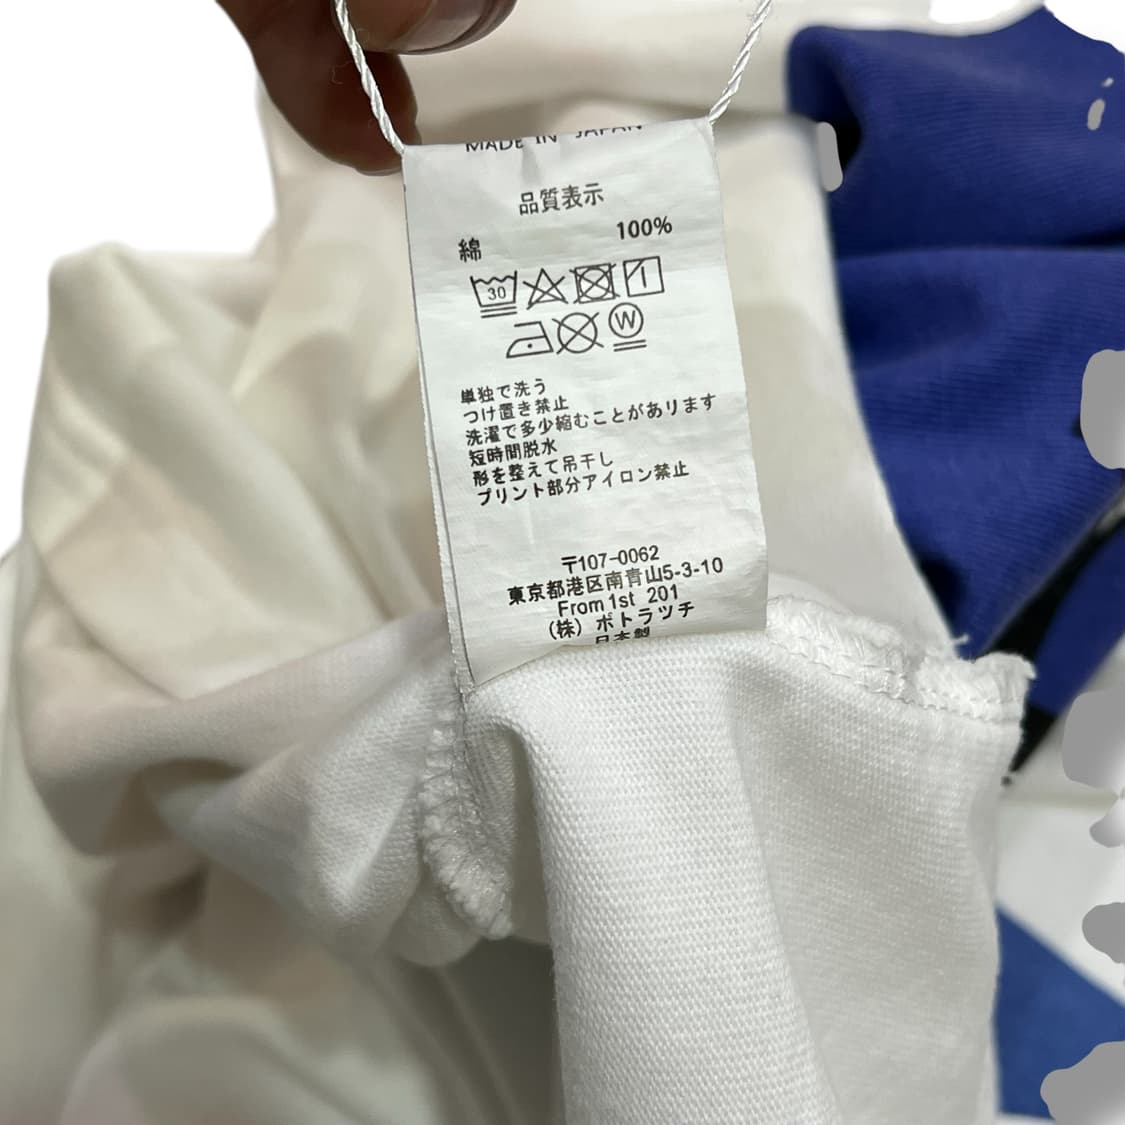 MADE IN JAPAN
品質表示
綿 100%
30
W
単独で洗う
つけ置き禁止
洗濯で多少縮むことがあります
短時間脱水
形を整えて吊干し
プリント部分アイロン禁止
〒107-0062
東京都港区南青山5-3-10
From 1st 201
(株) ポトラツチ
日本製